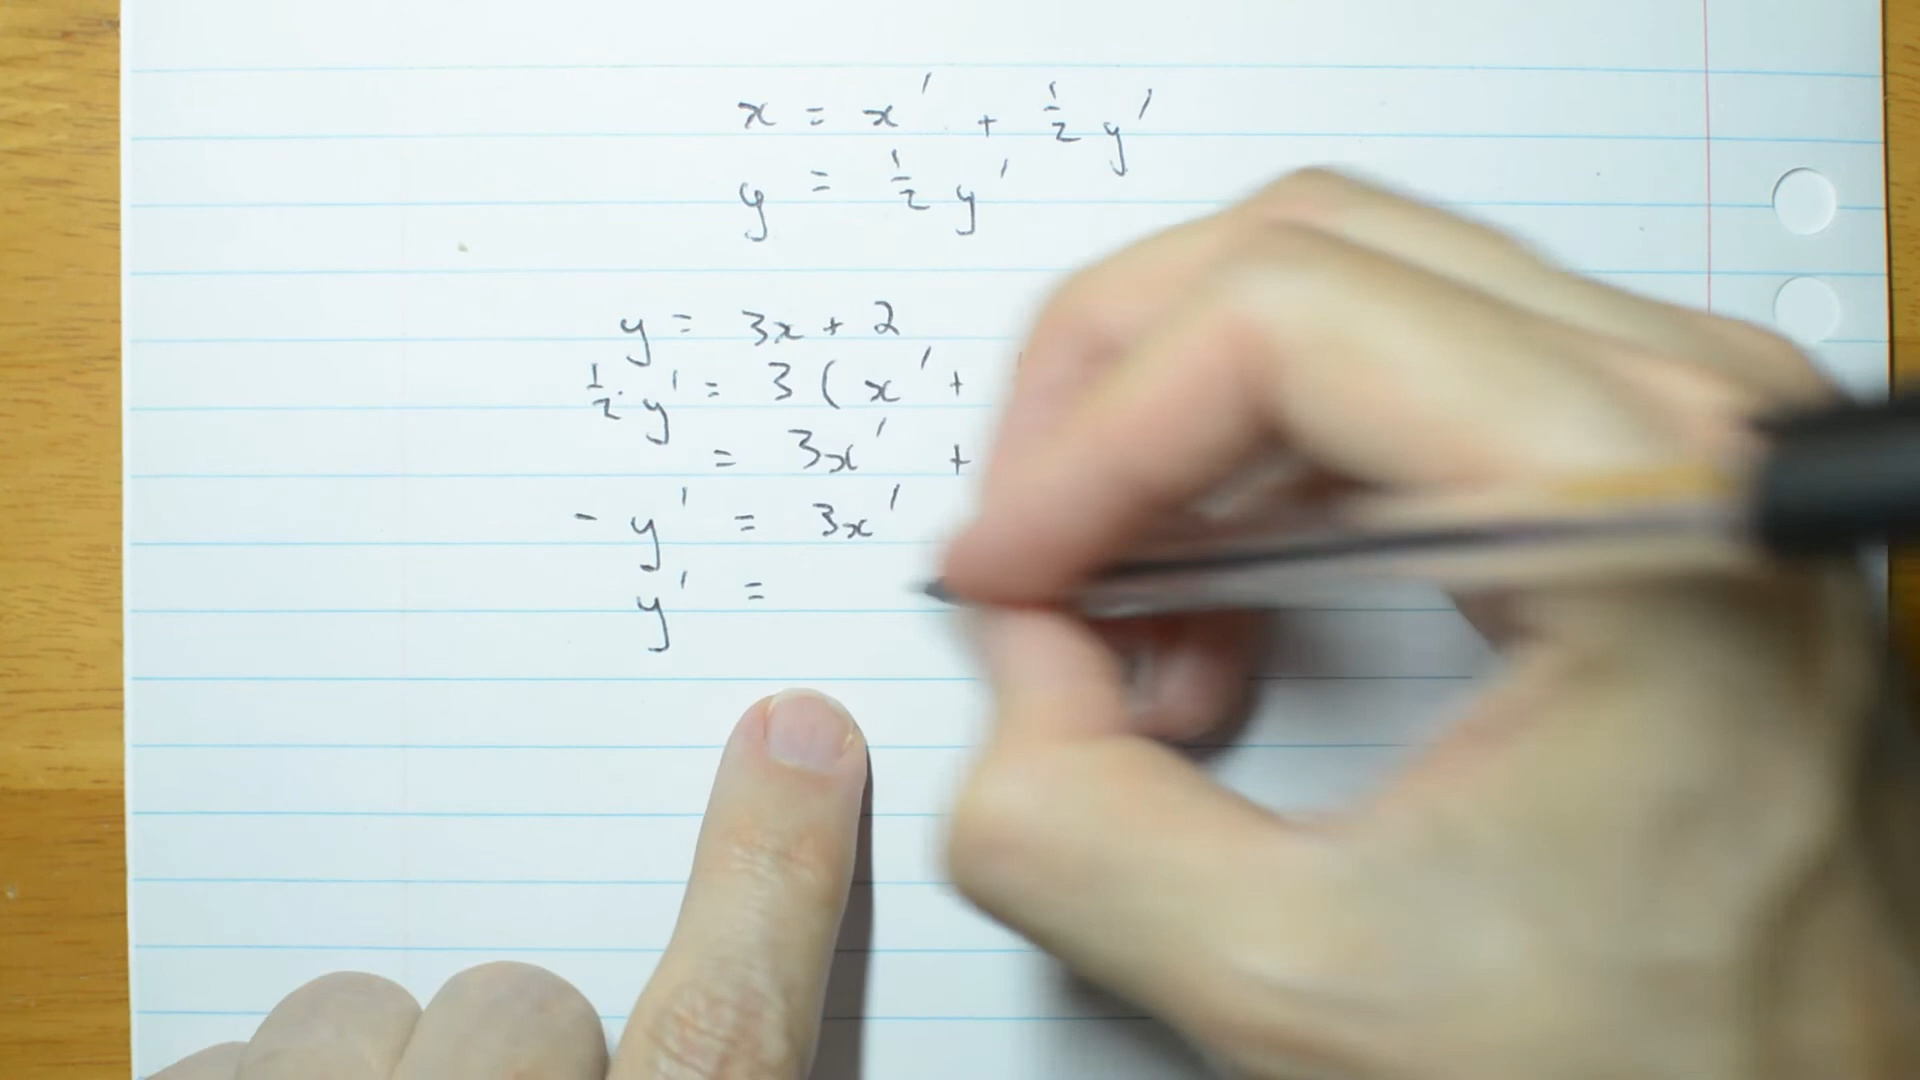 x = x' + 1/2 y'
y = 1/2 y'
y = 3x + 2
1/2 y' = 3 ( x' +
= 3x' +
- y' = 3x'
y' =